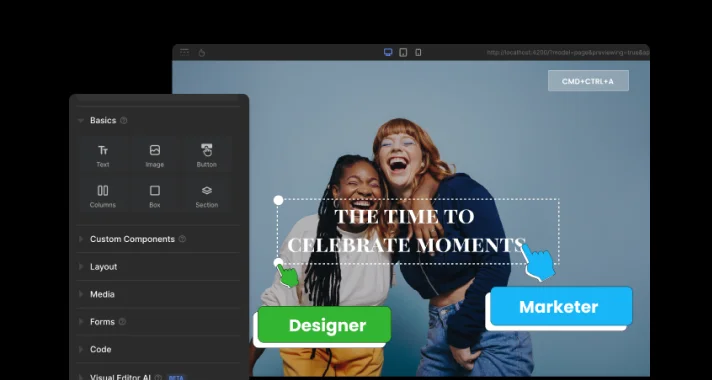 http://localhost:4200/?model=page&previewing=true&ap
CMD+CTRL+A
Basics
Text
Image
Button
Columns
Box
Section
Custom Components
Layout
Media
Forms
Code
Visual Editor AI BETA
THE TIME TO
CELEBRATE MOMENTS
Designer
Marketer